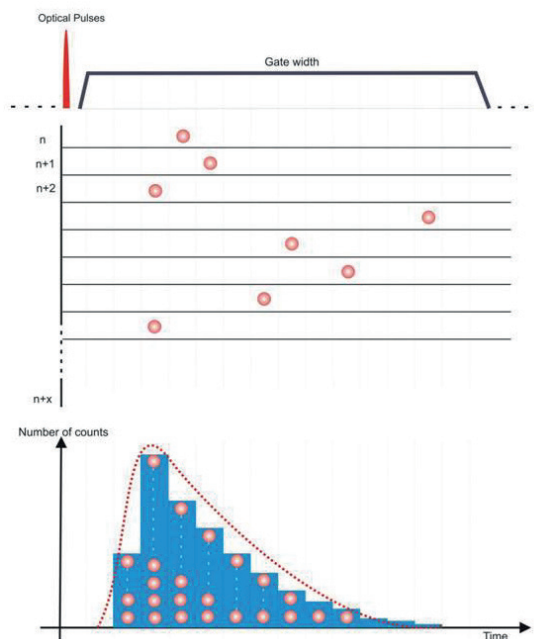 Optical Pulses
Gate width
n
n+1
n+2
n+x
Number of counts
Time